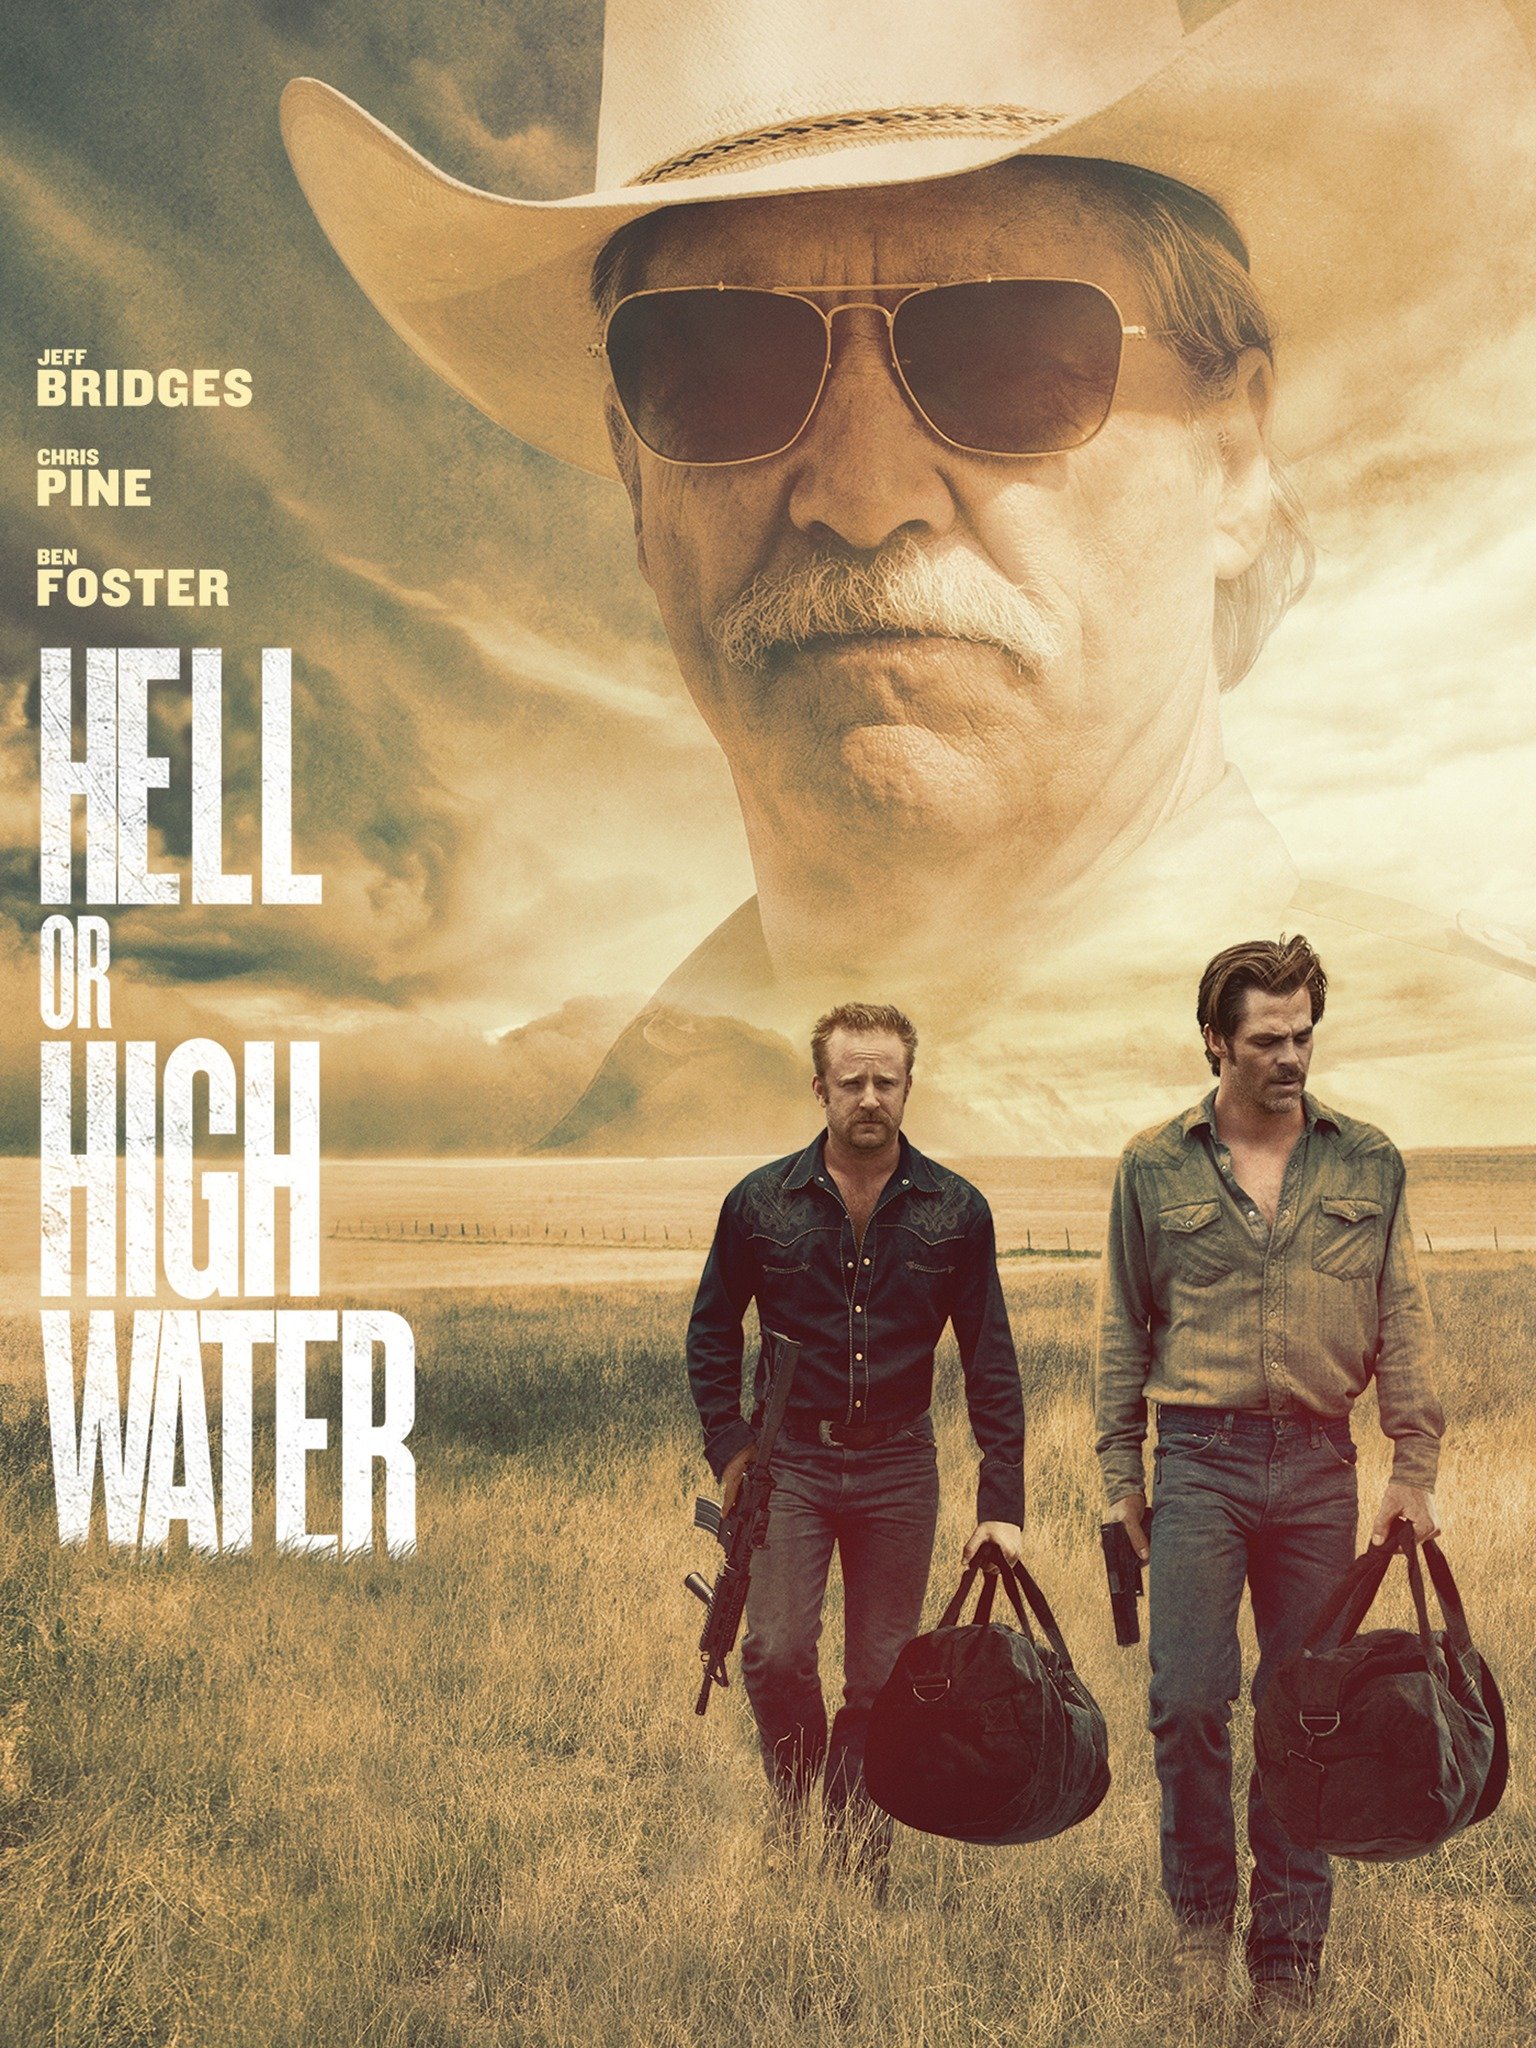 JEFF
BRIDGES
CHRIS
PINE
BEN
FOSTER
HELL
OR
HIGH
WATER